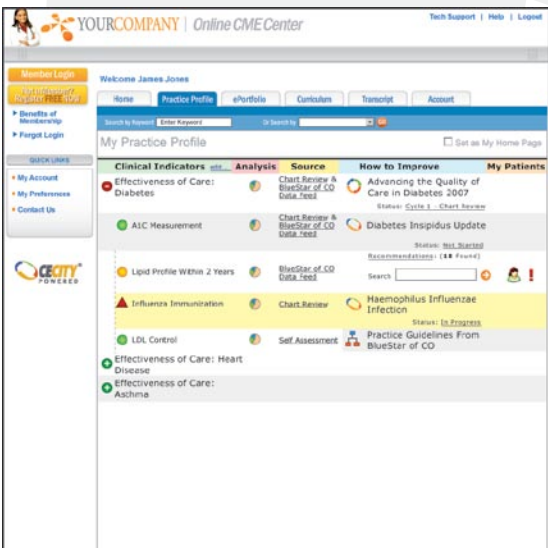 Tech Support | Help | Logout
YOURCOMPANY | Online CME Center
Member Login
Register FREE Now
Benefits of
Membership
Forgot Login
QUICK LINKS
My Account
My Preferences
Contact Us
CECITY
POWERED
Welcome James Jones
Home Practice Profile ePortfolio Curriculum Transcript Account
Search by Keyword Enter Keyword Or Search by
My Practice Profile Set as My Home Page
Clinical Indicators Analysis Source How to Improve My Patients
Effectiveness of Care:
Diabetes
Chart Review &
BlueStar of CO
Data Feed
Advancing the Quality of
Care in Diabetes 2007
Status: Cycle 1 - Chart Review
A1C Measurement
Chart Review &
BlueStar of CO
Data Feed
Diabetes Insipidus Update
Status: Not Started
Lipid Profile Within 2 Years
BlueStar of CO
Data Feed
Recommendations: (18 Found)
Search
Influenza Immunization
Chart Review
Haemophilus Influenzae
Infection
Status: In Progress
LDL Control
Self Assessment
Practice Guidelines From
BlueStar of CO
Effectiveness of Care: Heart
Disease
Effectiveness of Care:
Asthma